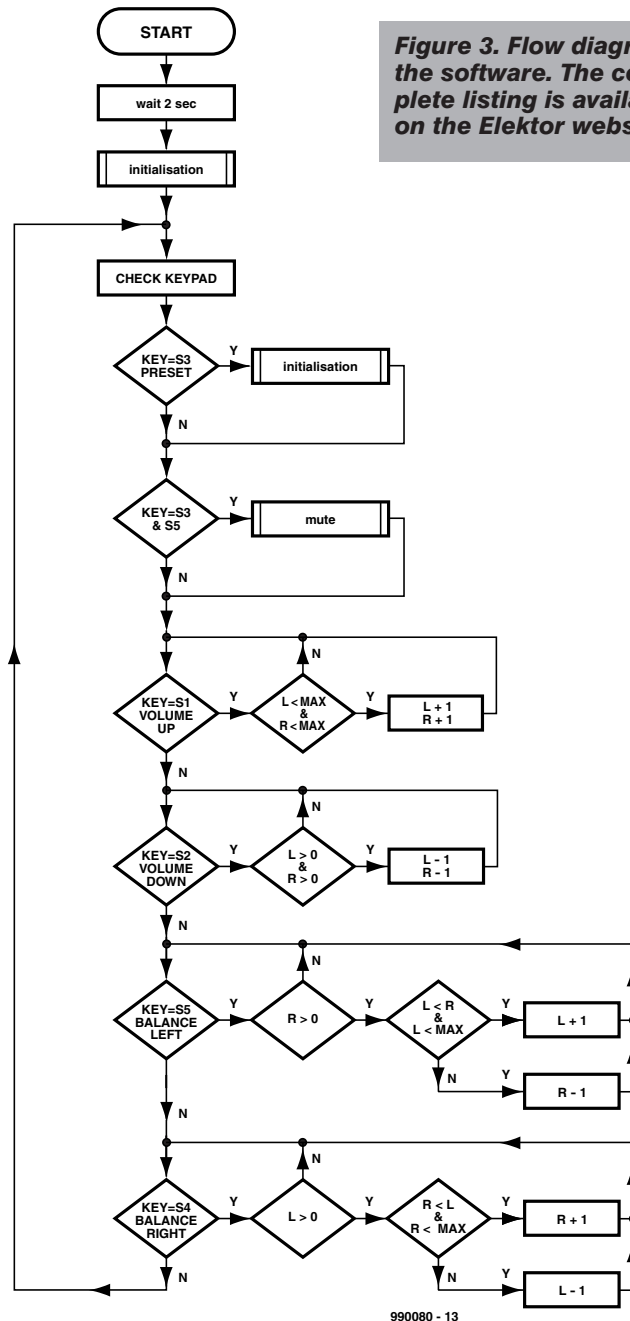 START
Figure 3. Flow diagr
the software. The co
plete listing is availa
on the Elektor webs
wait 2 sec
initialisation
CHECK KEYPAD
KEY=S3
PRESET
Y
initialisation
N
KEY=S3
& S5
Y
mute
N
N
KEY=S1
VOLUME
UP
Y
L < MAX
&
R < MAX
Y
L + 1
R + 1
N
N
KEY=S2
VOLUME
DOWN
Y
L > 0
&
R > 0
Y
L - 1
R - 1
N
N
KEY=S5
BALANCE
LEFT
Y
R > 0
Y
L < R
&
L < MAX
Y
L + 1
N
Y
R - 1
N
N
KEY=S4
BALANCE
RIGHT
Y
L > 0
Y
R < L
&
R < MAX
Y
R + 1
N
N
Y
L - 1
990080 - 13